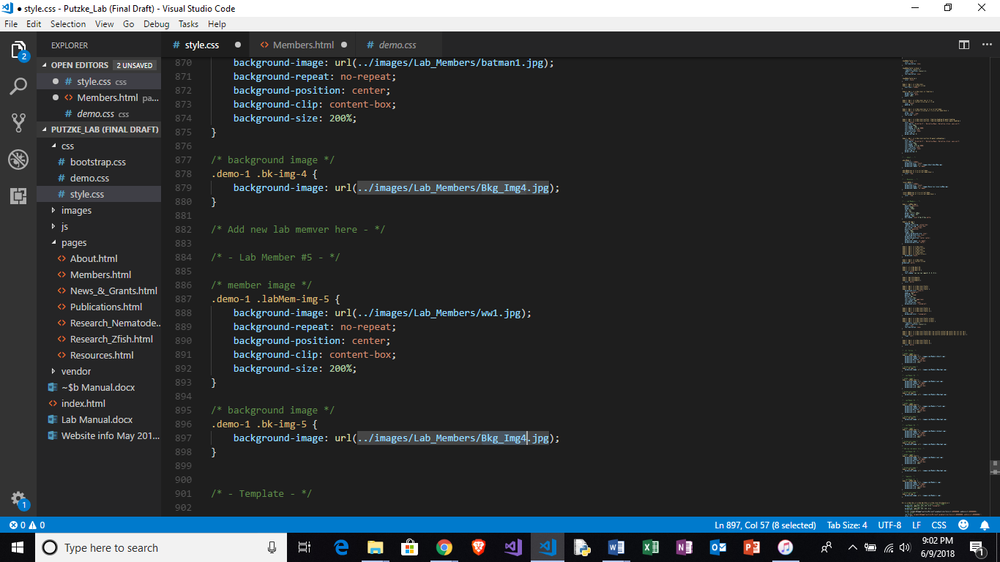 ● style.css - Putzke_Lab (Final Draft) - Visual Studio Code
File Edit Selection View Go Debug Tasks Help
EXPLORER
style.css
Members.html
demo.css
OPEN EDITORS 2 UNSAVED
style.css css
Members.html pa...
demo.css css
PUTZKE_LAB (FINAL DRAFT)
css
bootstrap.css
demo.css
style.css
images
js
pages
About.html
Members.html
News_&_Grants.html
Publications.html
Research_Nematode...
Research_Zfish.html
Resources.html
vendor
~$b Manual.docx
index.html
Lab Manual.docx
Website info May 201...
2
1
870 background-image: url(../images/Lab_Members/batman1.jpg);
871 background-repeat: no-repeat;
872 background-position: center;
873 background-clip: content-box;
874 background-size: 200%;
875 }
876
877 /* background image */
878 .demo-1 .bk-img-4 {
879 background-image: url(../images/Lab_Members/Bkg_Img4.jpg);
880 }
881
882 /* Add new lab memver here - */
883
884 /* - Lab Member #5 - */
885
886 /* member image */
887 .demo-1 .labMem-img-5 {
888 background-image: url(../images/Lab_Members/ww1.jpg);
889 background-repeat: no-repeat;
890 background-position: center;
891 background-clip: content-box;
892 background-size: 200%;
893 }
894
895 /* background image */
896 .demo-1 .bk-img-5 {
897 background-image: url(../images/Lab_Members/Bkg_Img4.jpg);
898 }
899
900
901 /* - Template - */
902
0 0
Ln 897, Col 57 (8 selected) Tab Size: 4 UTF-8 LF CSS
Type here to search
9:02 PM
6/9/2018
1